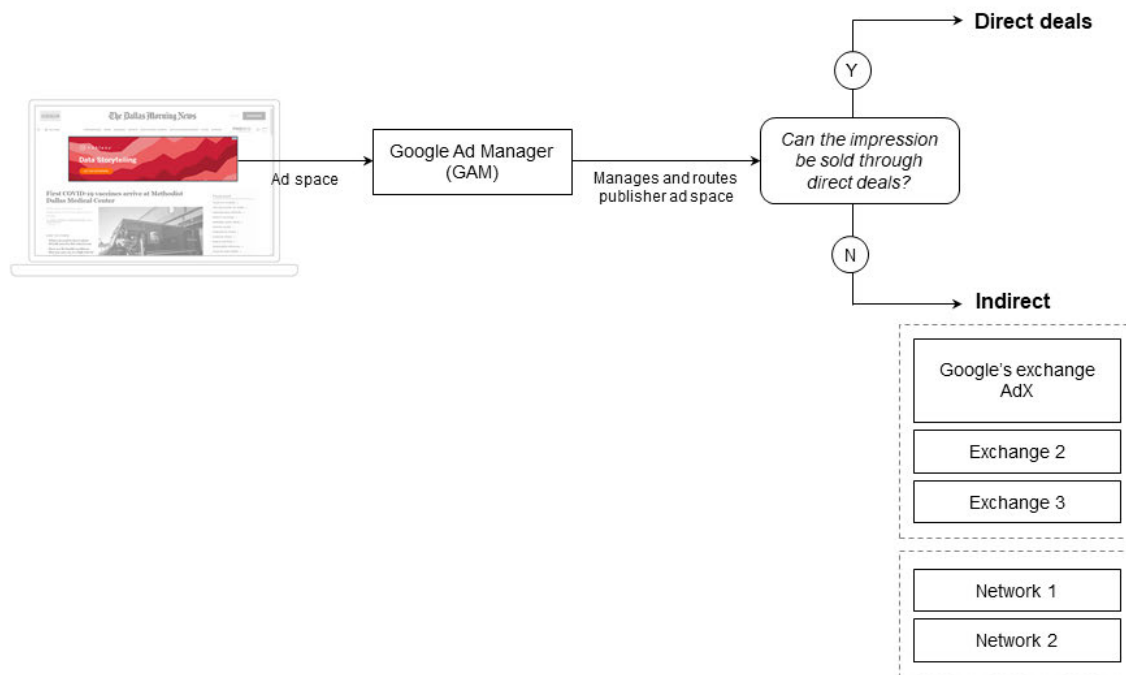 Direct deals
Y
The Dallas Morning News
Data Storytelling
First COVID-19 vaccines arrive at Methodist
Dallas Medical Center
Ad space
Google Ad Manager
(GAM)
Manages and routes
publisher ad space
Can the impression
be sold through
direct deals?
N
Indirect
Google’s exchange
AdX
Exchange 2
Exchange 3
Network 1
Network 2